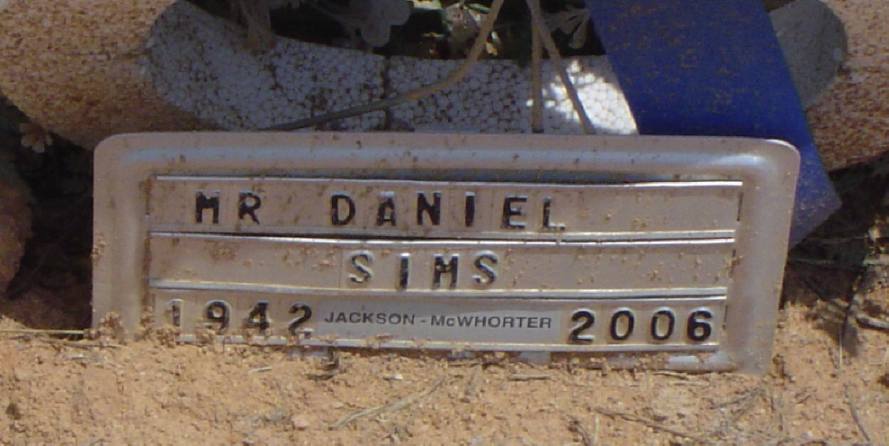 MR DANIEL
SIMS
1942 JACKSON - McWHORTER 2006